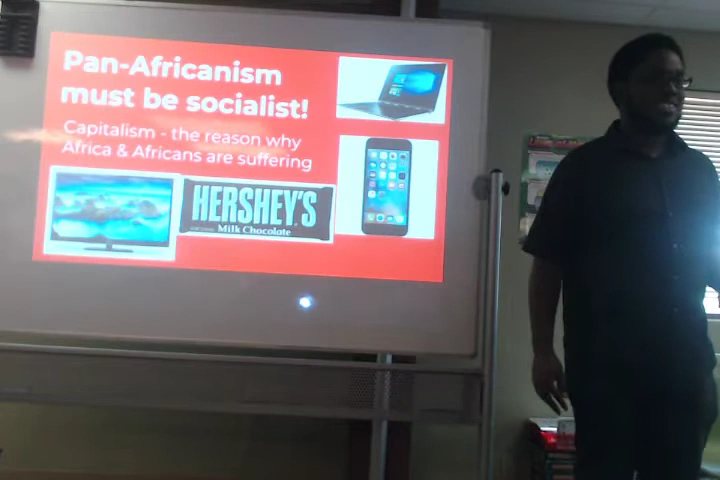 Pan-Africanism
must be socialist!
Capitalism - the reason why
Africa & Africans are suffering
HERSHEY'S
Milk Chocolate